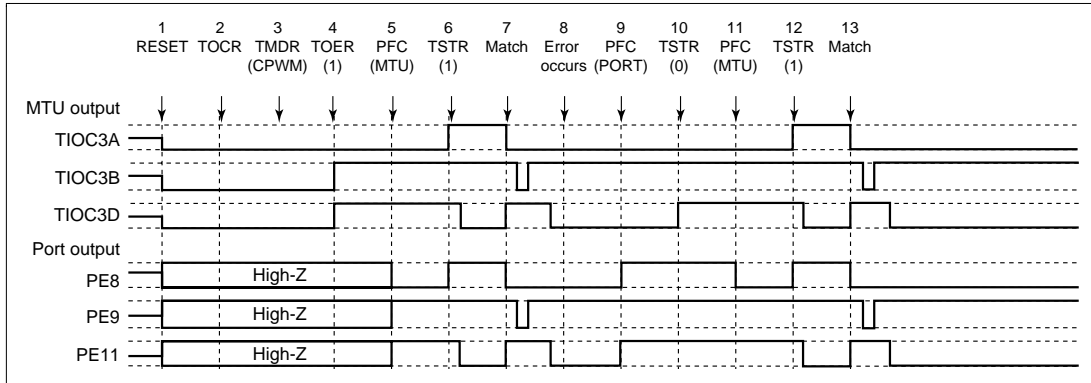 1 2 3 4 5 6 7 8 9 10 11 12 13
RESET TOCR TMDR TOER PFC TSTR Match Error PFC TSTR PFC TSTR Match
(CPWM) (1) (MTU) (1) occurs (PORT) (0) (MTU) (1)
MTU output
TIOC3A
TIOC3B
TIOC3D
Port output
PE8 High-Z
PE9 High-Z
PE11 High-Z